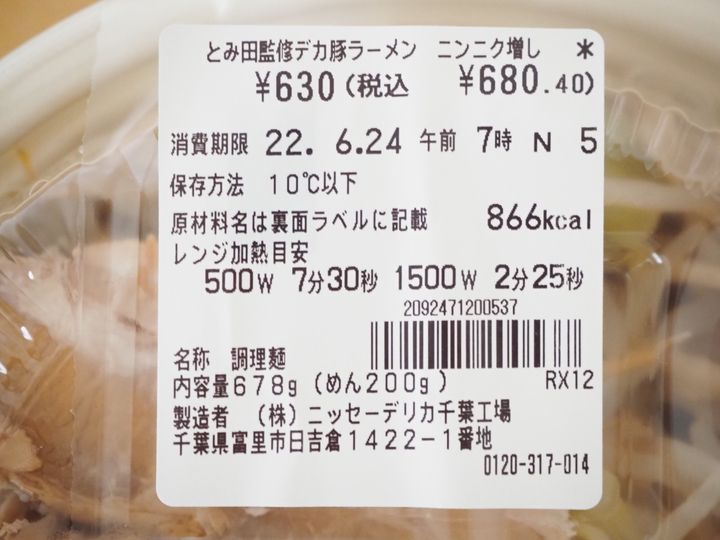 とみ田監修デカ豚ラーメン　ニンニク増し　＊
¥630(税込　¥680.40)
消費期限 22. 6.24 午前 7時 N 5
保存方法 10℃以下
原材料名は裏面ラベルに記載 866kcal
レンジ加熱目安
500W 7分30秒 1500W 2分25秒
2092471200537
名称 調理麺
内容量678g（めん200g） RX12
製造者（株）ニッセーデリカ千葉工場
千葉県富里市日吉倉1422−1番地
0120-317-014